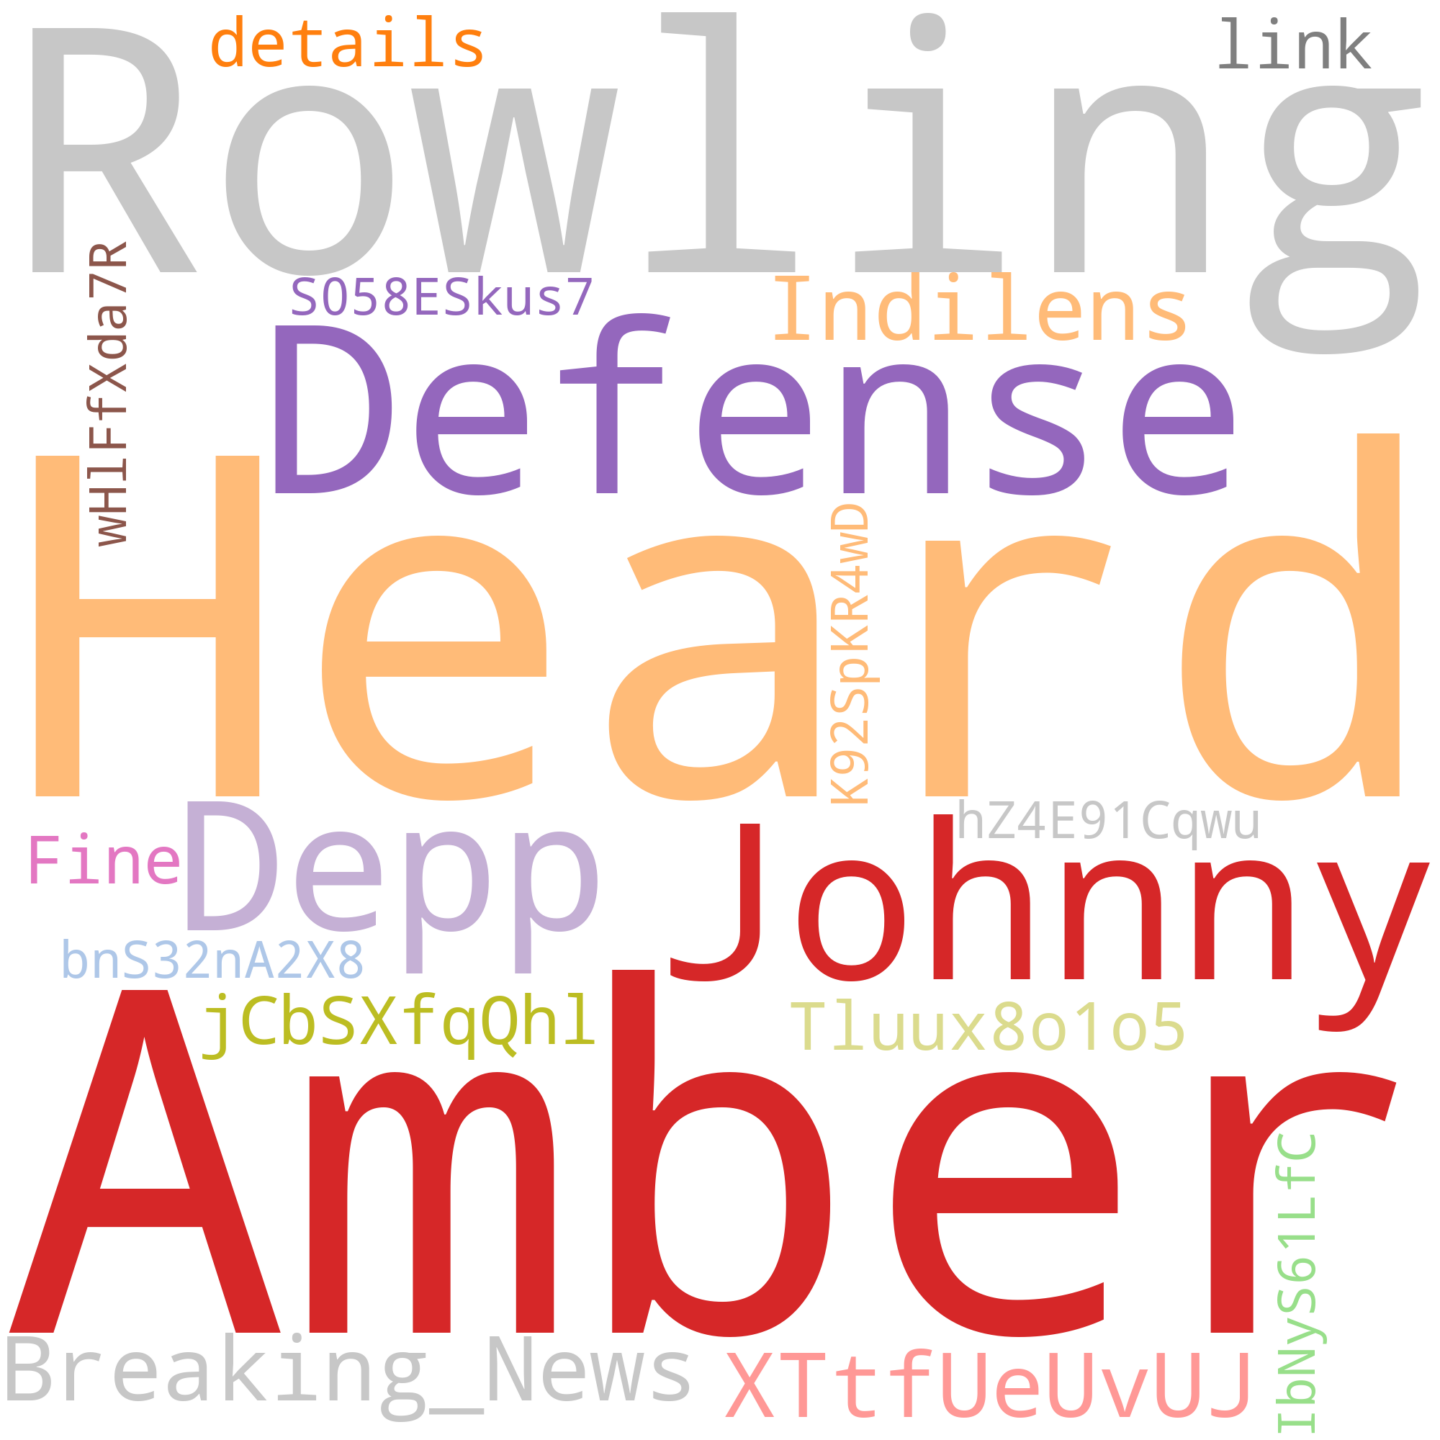 details
link
Rowling
wHlFfXda7R
S058ESkus7
Indilens
Defense
Heard
K92SpKR4wD
Depp
hZ4E91Cqwu
Fine
Johnny
bnS32nA2X8
jCbSXfqQhl
Tluux8o1o5
Amber
IbNyS61LfC
Breaking_News
XTtfUeUvUJ